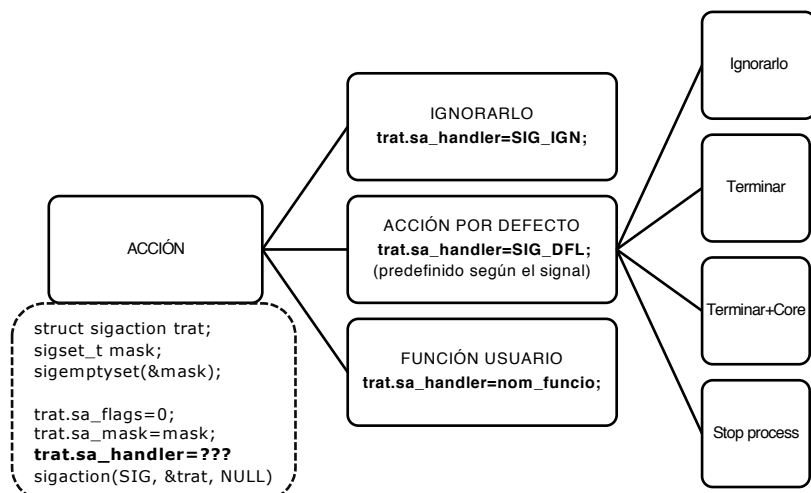 ACCIÓN
struct sigaction trat;
sigset_t mask;
sigemptyset(&mask);
trat.sa_flags=0;
trat.sa_mask=mask;
trat.sa_handler=???
sigaction(SIG, &trat, NULL)
IGNORARLO
trat.sa_handler=SIG_IGN;
ACCIÓN POR DEFECTO
trat.sa_handler=SIG_DFL;
(predefinido según el signal)
FUNCIÓN USUARIO
trat.sa_handler=nom_funcio;
Ignorarlo
Terminar
Terminar+Core
Stop process